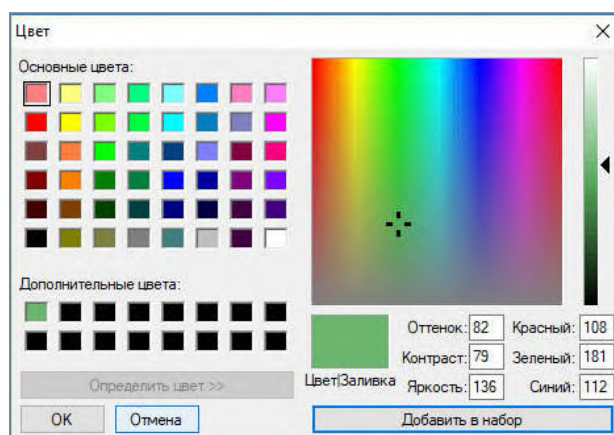 Цвет
Основные цвета:
Дополнительные цвета:
Определить цвет >>
OK
Отмена
Цвет|Заливка
Оттенок: 82
Красный: 108
Контраст: 79
Зеленый: 181
Яркость: 136
Синий: 112
Добавить в набор